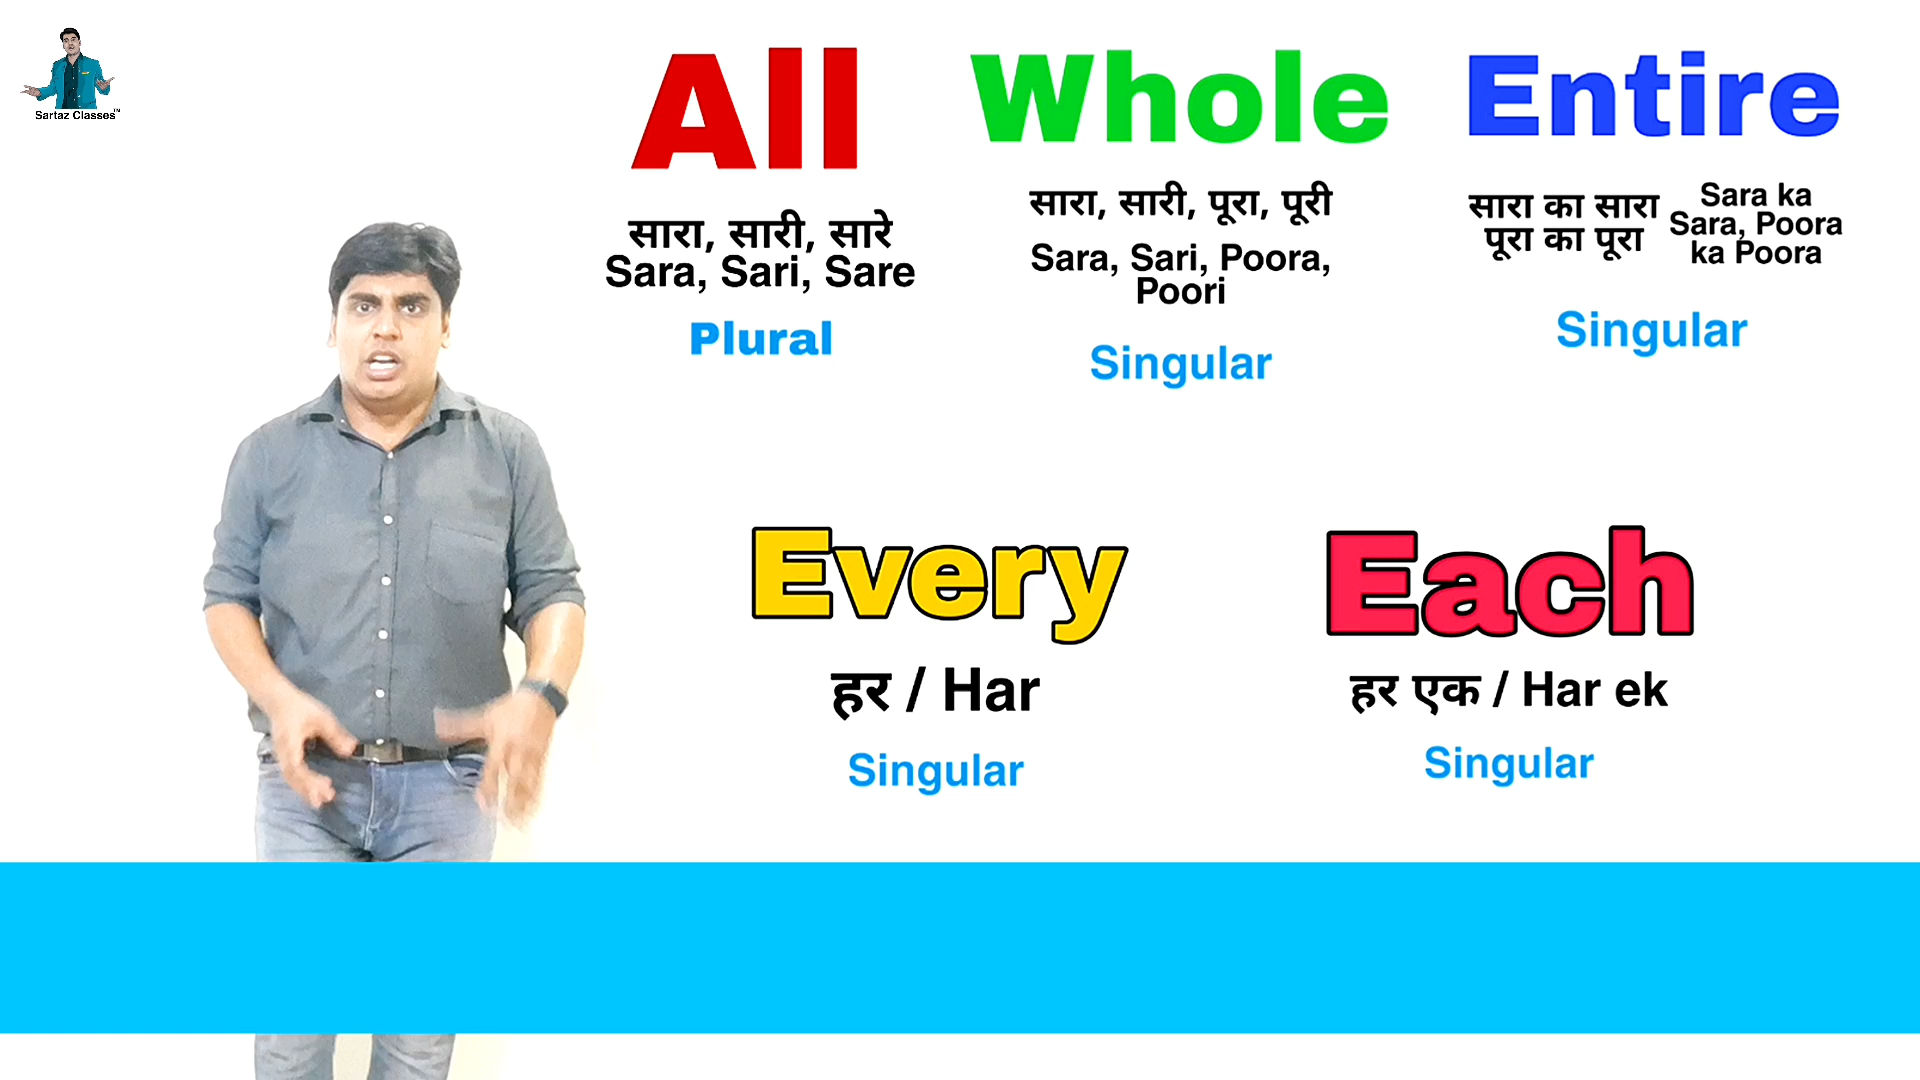 Sartaz Classes™
All
सारा, सारी, सारे
Sara, Sari, Sare
Plural
Whole
सारा, सारी, पूरा, पूरी
Sara, Sari, Poora,
Poori
Singular
Entire
सारा का सारा
पूरा का पूरा
Sara ka
Sara, Poora
ka Poora
Singular
Every
हर / Har
Singular
Each
हर एक / Har ek
Singular